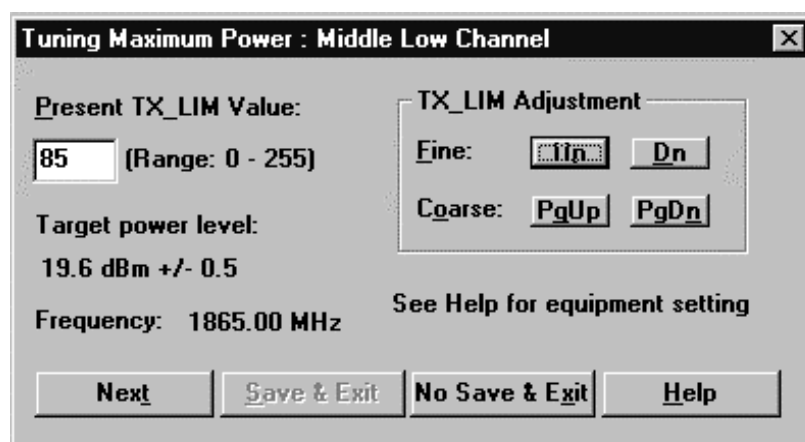 Tuning Maximum Power : Middle Low Channel
Present TX_LIM Value:
85 (Range: 0 - 255)
Target power level:
19.6 dBm +/- 0.5
Frequency: 1865.00 MHz
TX_LIM Adjustment
Fine: Up Dn
Coarse: PgUp PgDn
See Help for equipment setting
Next Save & Exit No Save & Exit Help